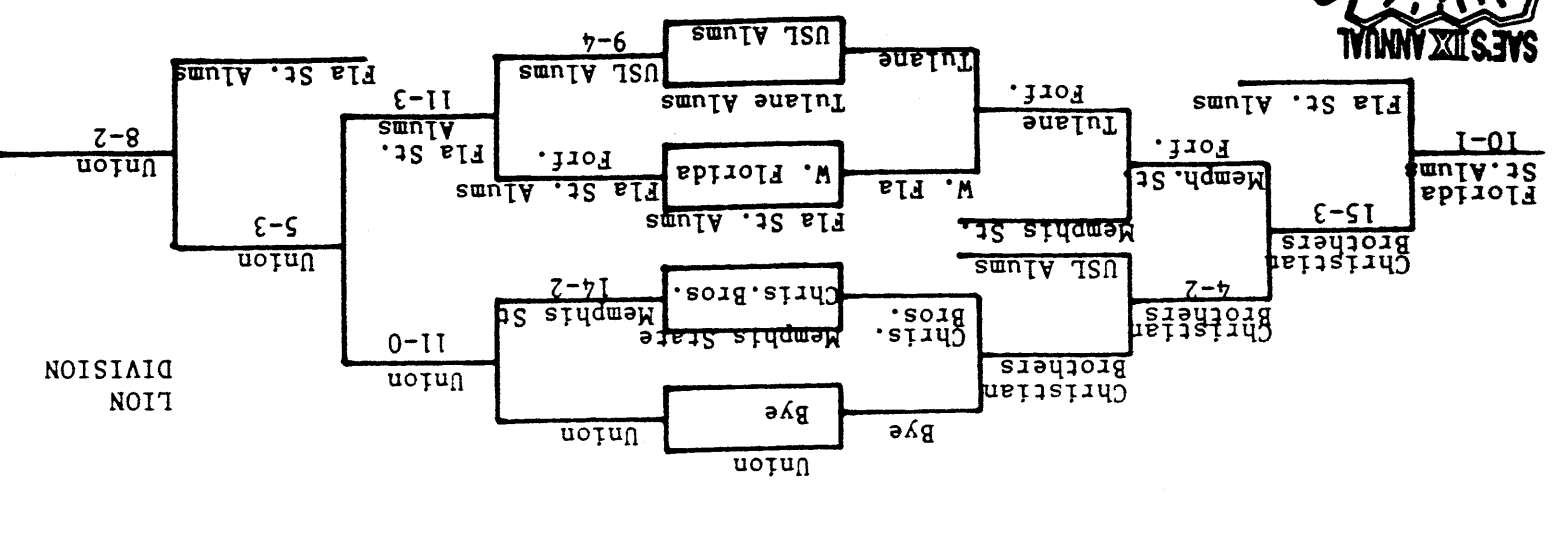 Union
Bye
Union
Bye
LION
DIVISION
Christian
Brothers
Union
11-0
Memphis State
Chris.
Bros.
Chris.Bros.
Memphis St
14-2
Christian
Brothers
4-2
USL Alums
Christian
Brothers
15-3
Union
5-3
Memphis St.
Fla St. Alums
W. Fla
W. Florida
Fla St. Alums
Forf.
Memph.St.
Forf.
Florida
St.Alums
10-1
Fla St.
Alums
11-3
Union
8-2
Tulane
Forf.
Tulane Alums
Fla St. Alums
Tulane
USL Alums
USL Alums
9-4
Fla St. Alums
SAE'S ANNUAL